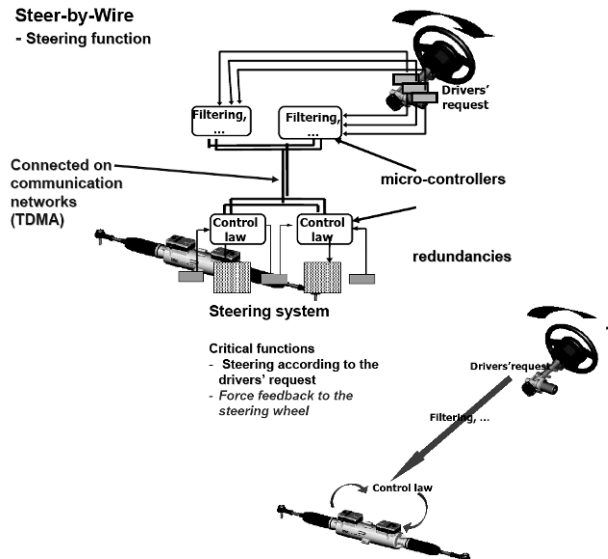 Steer-by-Wire
- Steering function
Drivers'
request
Filtering,
...
Filtering,
...
Connected on
communication
networks
(TDMA)
micro-controllers
Control
law
Control
law
redundancies
Steering system
Critical functions
- Steering according to the
drivers' request
- Force feedback to the
steering wheel
Drivers'request
Filtering, ...
Control law